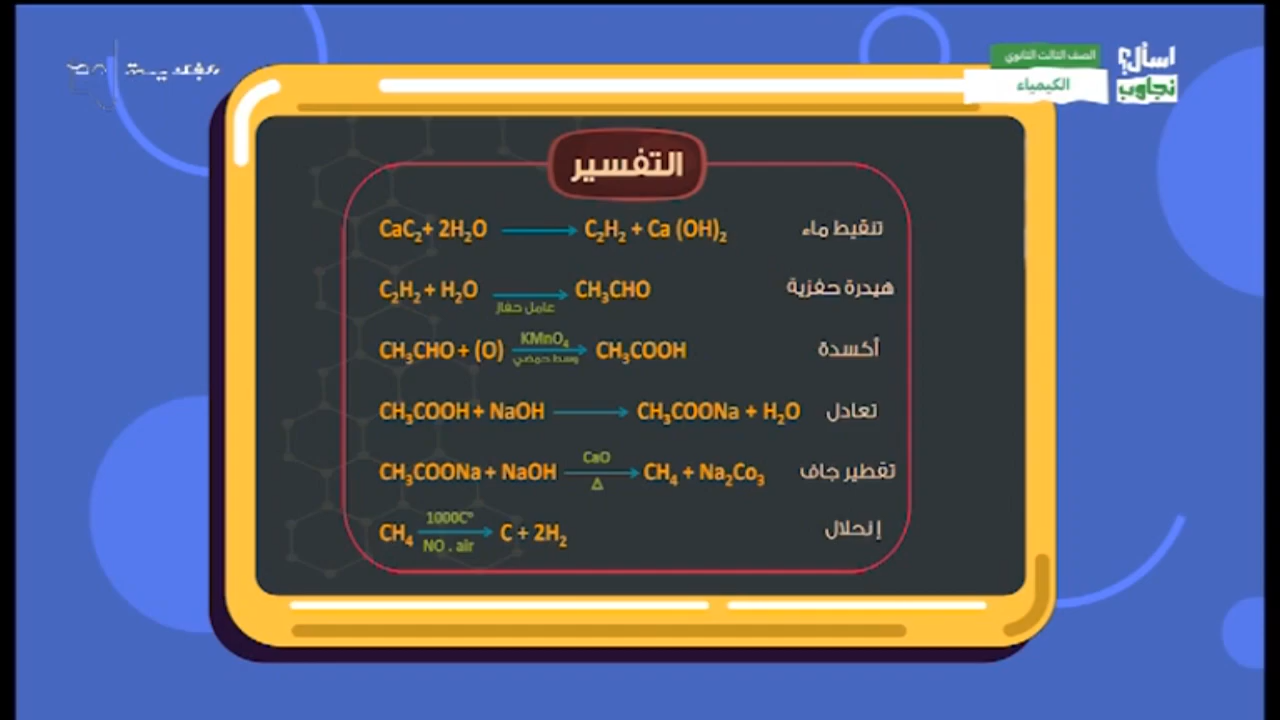 اسأل؟
نجاوب
الصف الثالث الثانوي
الكيمياء
التفسير
CaC₂+ 2H₂O ⟶ C₂H₂ + Ca (OH)₂ تنقيط ماء
C₂H₂ + H₂O ⟶ CH₃CHO هيدرة حفزية
عامل حفاز
KMnO₄
CH₃CHO + (O) ⟶ CH₃COOH أكسدة
وسط حمضي
CH₃COOH + NaOH ⟶ CH₃COONa + H₂O تعادل
CaO
CH₃COONa + NaOH ⟶ CH₄ + Na₂Co₃ تقطير جاف
Δ
1000C°
CH₄ ⟶ C + 2H₂ إنحلال
NO . air